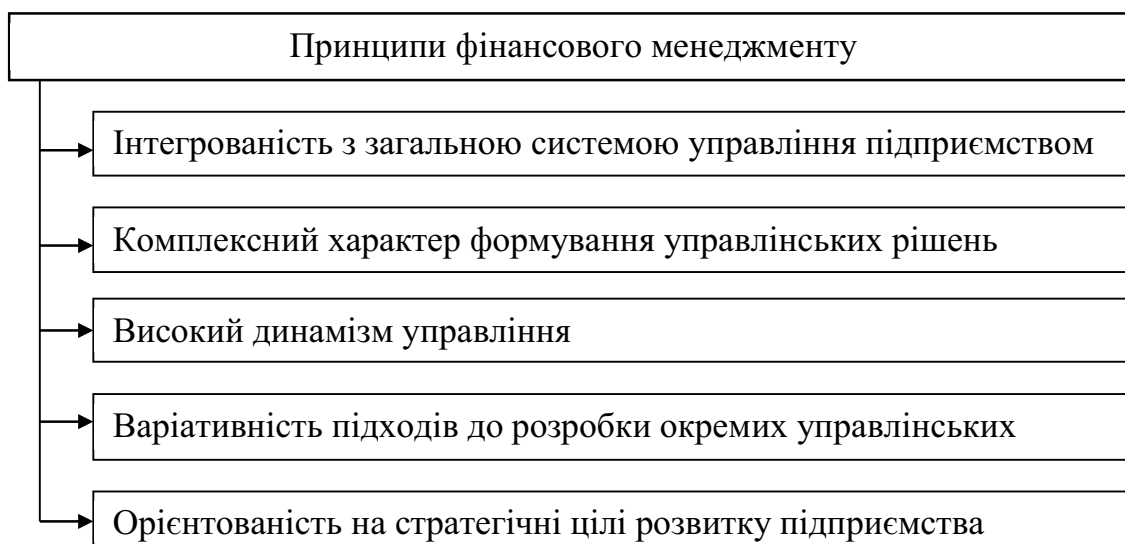 Принципи фінансового менеджменту
Інтегрованість з загальною системою управління підприємством
Комплексний характер формування управлінських рішень
Високий динамізм управління
Варіативність підходів до розробки окремих управлінських
Орієнтованість на стратегічні цілі розвитку підприємства